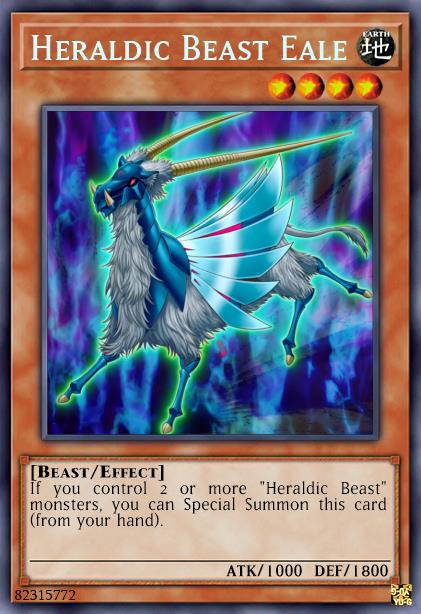 Heraldic Beast Eale
EARTH
地
[Beast/Effect]
If you control 2 or more "Heraldic Beast"
monsters, you can Special Summon this card
(from your hand).
ATK/1000 DEF/1800
82315772